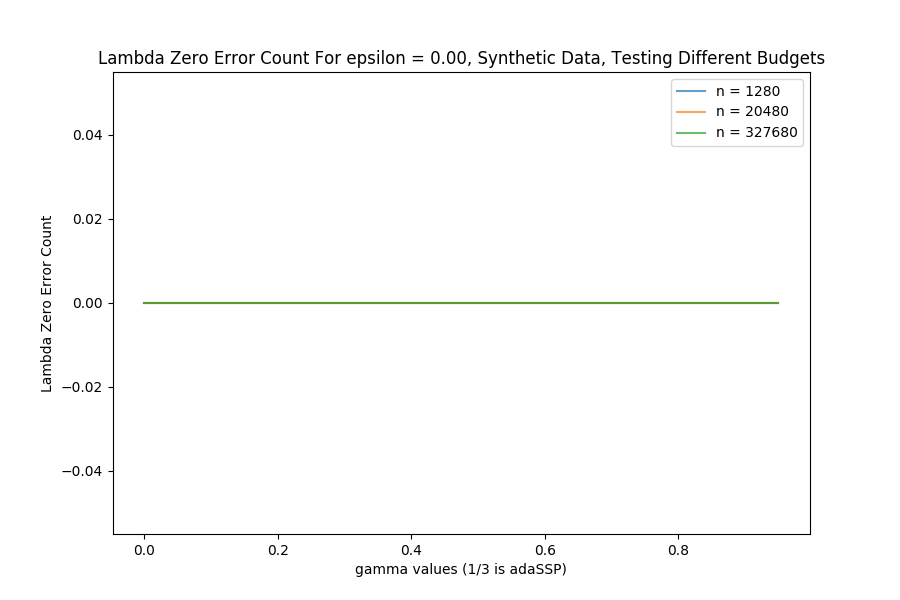 Lambda Zero Error Count For epsilon = 0.00, Synthetic Data, Testing Different Budgets
n = 1280
n = 20480
n = 327680
0.04
0.02
0.00
−0.02
−0.04
Lambda Zero Error Count
0.0 0.2 0.4 0.6 0.8
gamma values (1/3 is adaSSP)